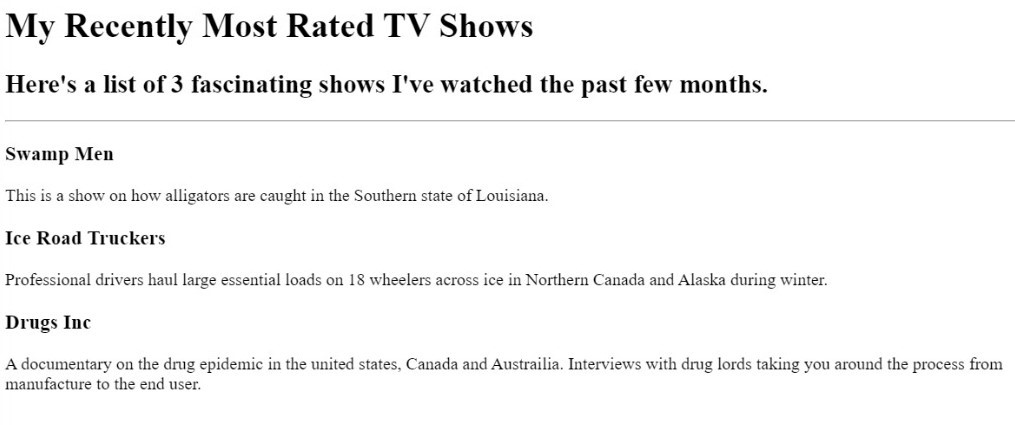 My Recently Most Rated TV Shows
Here's a list of 3 fascinating shows I've watched the past few months.
Swamp Men
This is a show on how alligators are caught in the Southern state of Louisiana.
Ice Road Truckers
Professional drivers haul large essential loads on 18 wheelers across ice in Northern Canada and Alaska during winter.
Drugs Inc
A documentary on the drug epidemic in the united states, Canada and Austrailia. Interviews with drug lords taking you around the process from
manufacture to the end user.